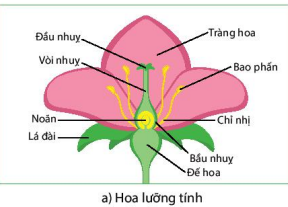 Đầu nhuỵ
Tràng hoa
Vòi nhuỵ
Bao phấn
Noãn
Chỉ nhị
Lá đài
Bầu nhuỵ
Đế hoa
a) Hoa lưỡng tính